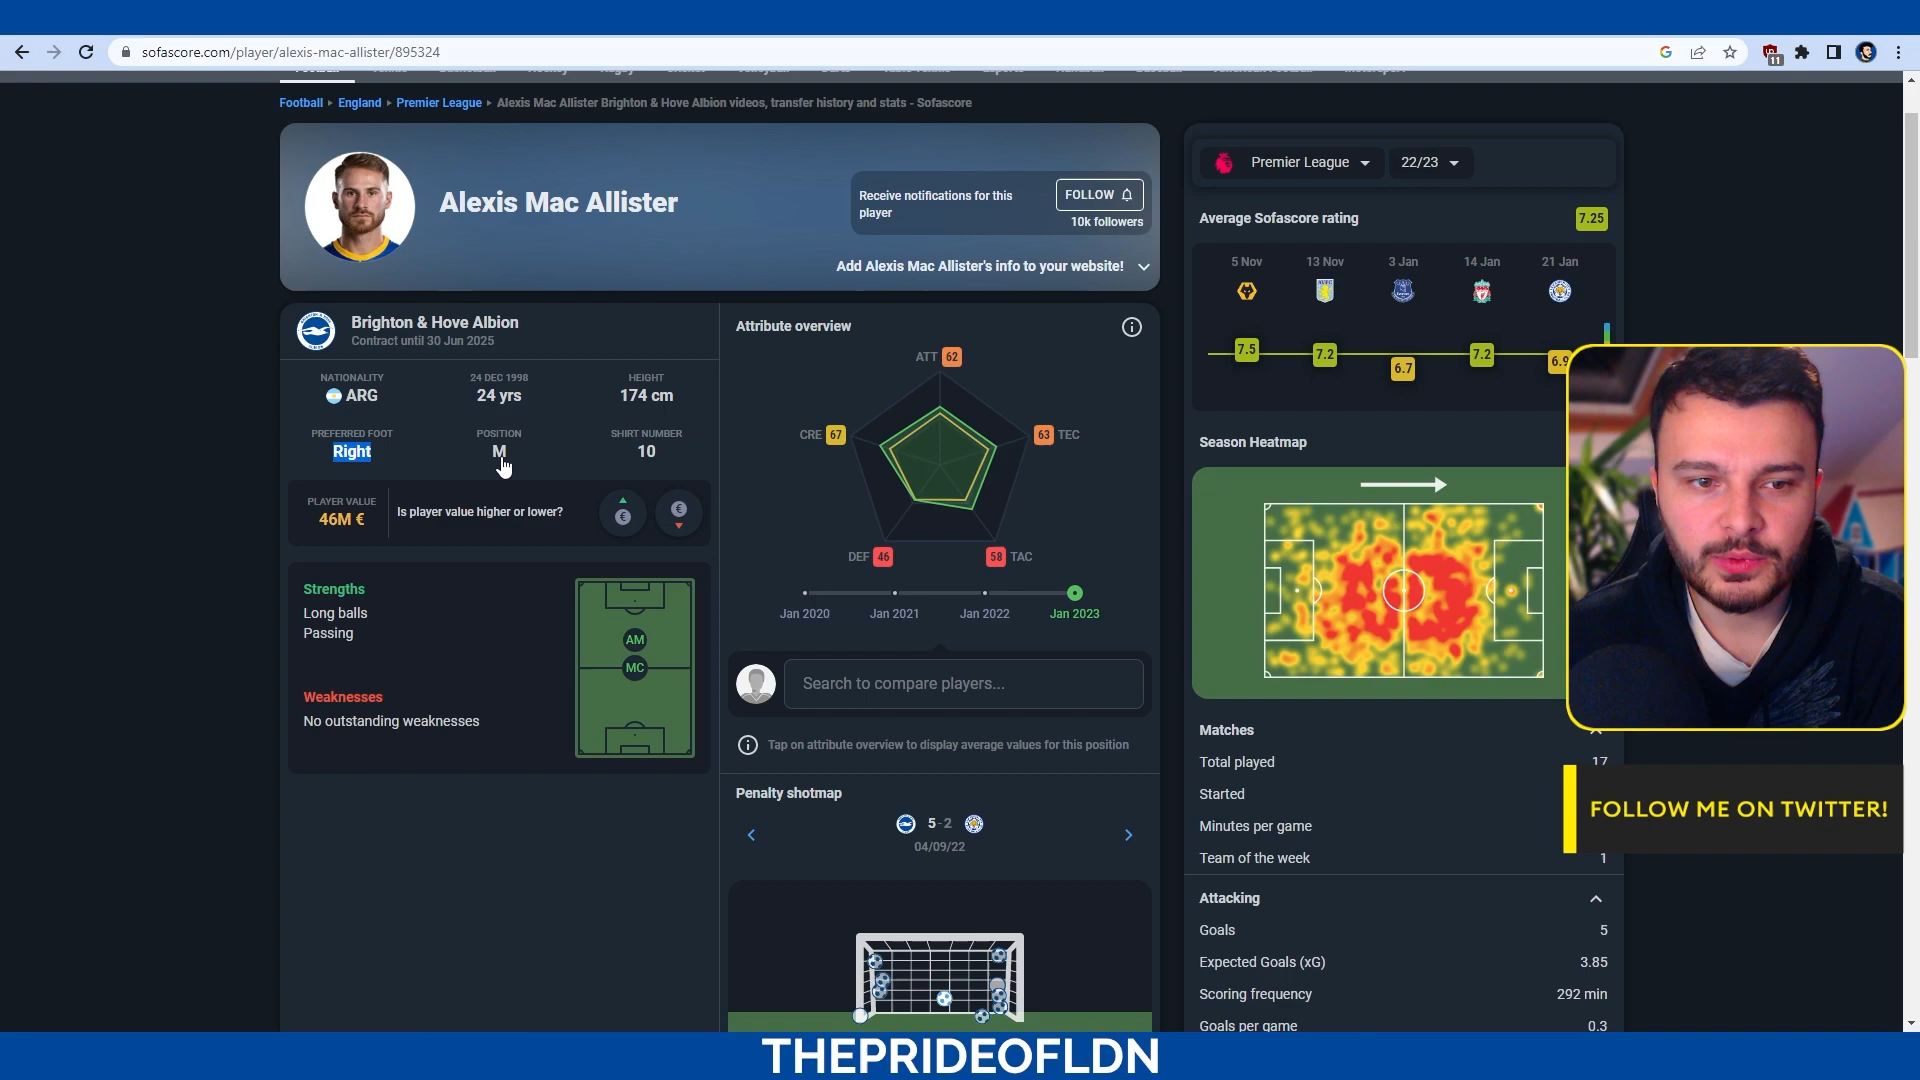 sofascore.com/player/alexis-mac-allister/895324
11
Football England Premier League Alexis Mac Allister Brighton & Hove Albion videos, transfer history and stats - Sofascore
Alexis Mac Allister
Receive notifications for this
player
FOLLOW
10k followers
Add Alexis Mac Allister's info to your website!
Brighton & Hove Albion
Contract until 30 Jun 2025
NATIONALITY
ARG
24 DEC 1998
24 yrs
HEIGHT
174 cm
PREFERRED FOOT
Right
POSITION
M
SHIRT NUMBER
10
PLAYER VALUE
46M €
Is player value higher or lower?
€
€
Strengths
Long balls
Passing
Weaknesses
No outstanding weaknesses
AM
MC
Attribute overview
ATT 62
CRE 67
63 TEC
DEF 46
58 TAC
Jan 2020 Jan 2021 Jan 2022 Jan 2023
Search to compare players...
Tap on attribute overview to display average values for this position
Penalty shotmap
5-2
04/09/22
Premier League 22/23
Average Sofascore rating 7.25
5 Nov 13 Nov 3 Jan 14 Jan 21 Jan
7.5 7.2 6.7 7.2 6.9
Season Heatmap
Matches
Total played 17
Started
Minutes per game
Team of the week 1
Attacking
Goals 5
Expected Goals (xG) 3.85
Scoring frequency 292 min
Goals per game 0.3
FOLLOW ME ON TWITTER!
THEPRIDEOFLDN